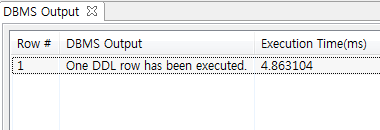 DBMS Output
Row # DBMS Output Execution Time(ms)
1 One DDL row has been executed. 4.863104